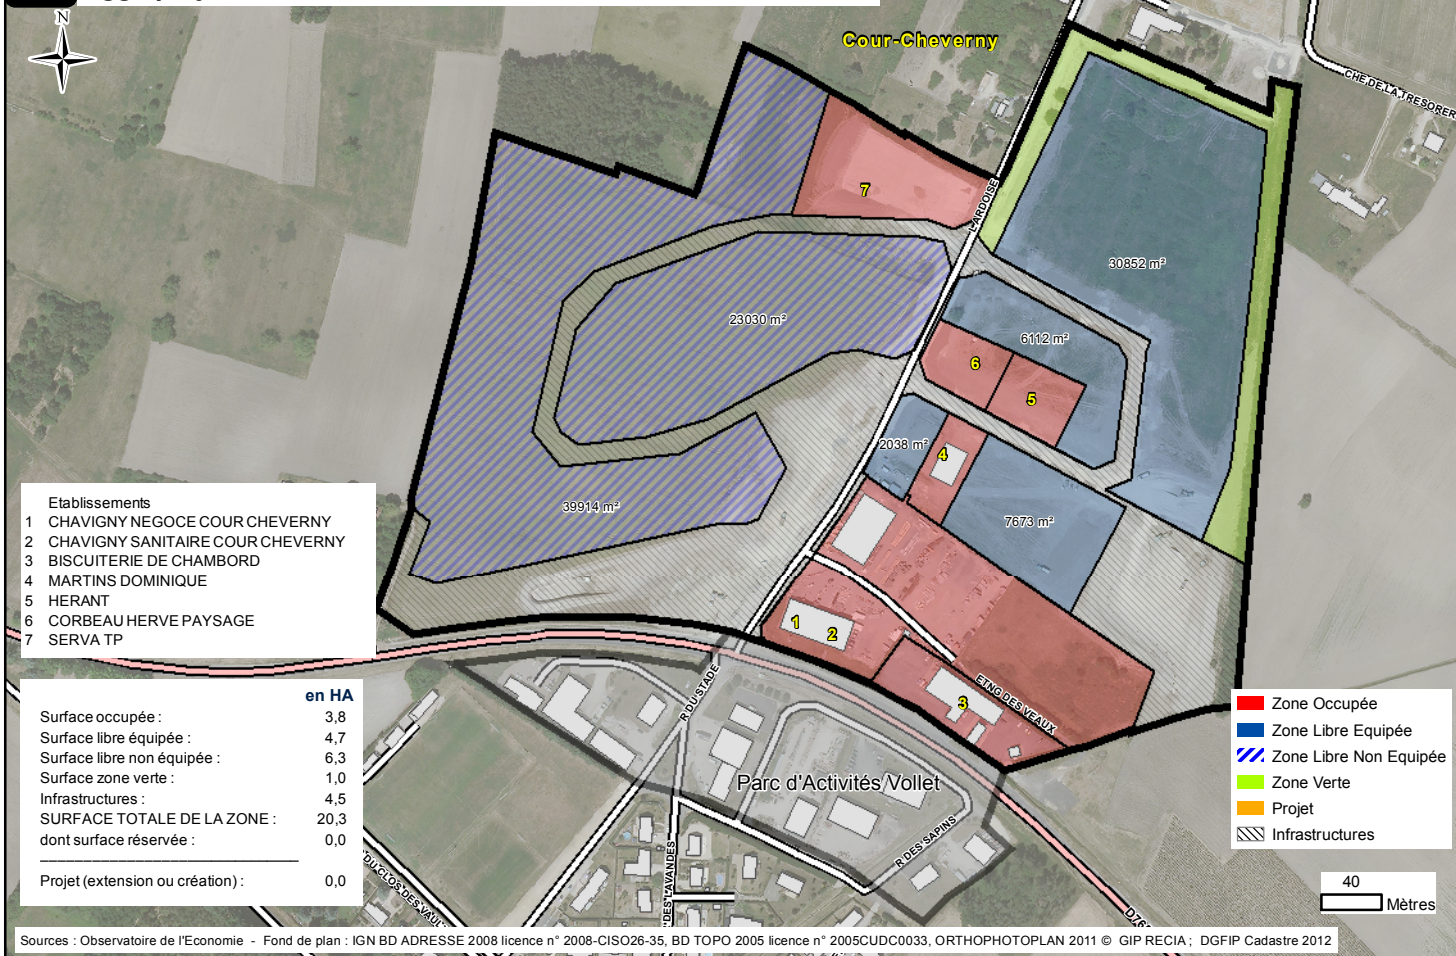 N
Cour-Cheverny
CHE DE LA TRESORER
L'ARDOISE
7
30852 m²
23030 m²
6112 m²
6
5
2038 m²
4
39914 m²
7673 m²
Etablissements
1 CHAVIGNY NEGOCE COUR CHEVERNY
2 CHAVIGNY SANITAIRE COUR CHEVERNY
3 BISCUITERIE DE CHAMBORD
4 MARTINS DOMINIQUE
5 HERANT
6 CORBEAU HERVE PAYSAGE
7 SERVA TP
1
2
3
ETNG DES VEAUX
R DU STADE
Parc d'Activités Vollet
R DES SAPINS
DES LAVANDES
DU CLOS DES VAUL
en HA
Surface occupée : 3,8
Surface libre équipée : 4,7
Surface libre non équipée : 6,3
Surface zone verte : 1,0
Infrastructures : 4,5
SURFACE TOTALE DE LA ZONE : 20,3
dont surface réservée : 0,0
Projet (extension ou création) : 0,0
Zone Occupée
Zone Libre Equipée
Zone Libre Non Equipée
Zone Verte
Projet
Infrastructures
40
Mètres
Sources : Observatoire de l'Economie - Fond de plan : IGN BD ADRESSE 2008 licence n° 2008-CISO26-35, BD TOPO 2005 licence n° 2005CUDC0033, ORTHOPHOTOPLAN 2011 © GIP RECIA ; DGFIP Cadastre 2012